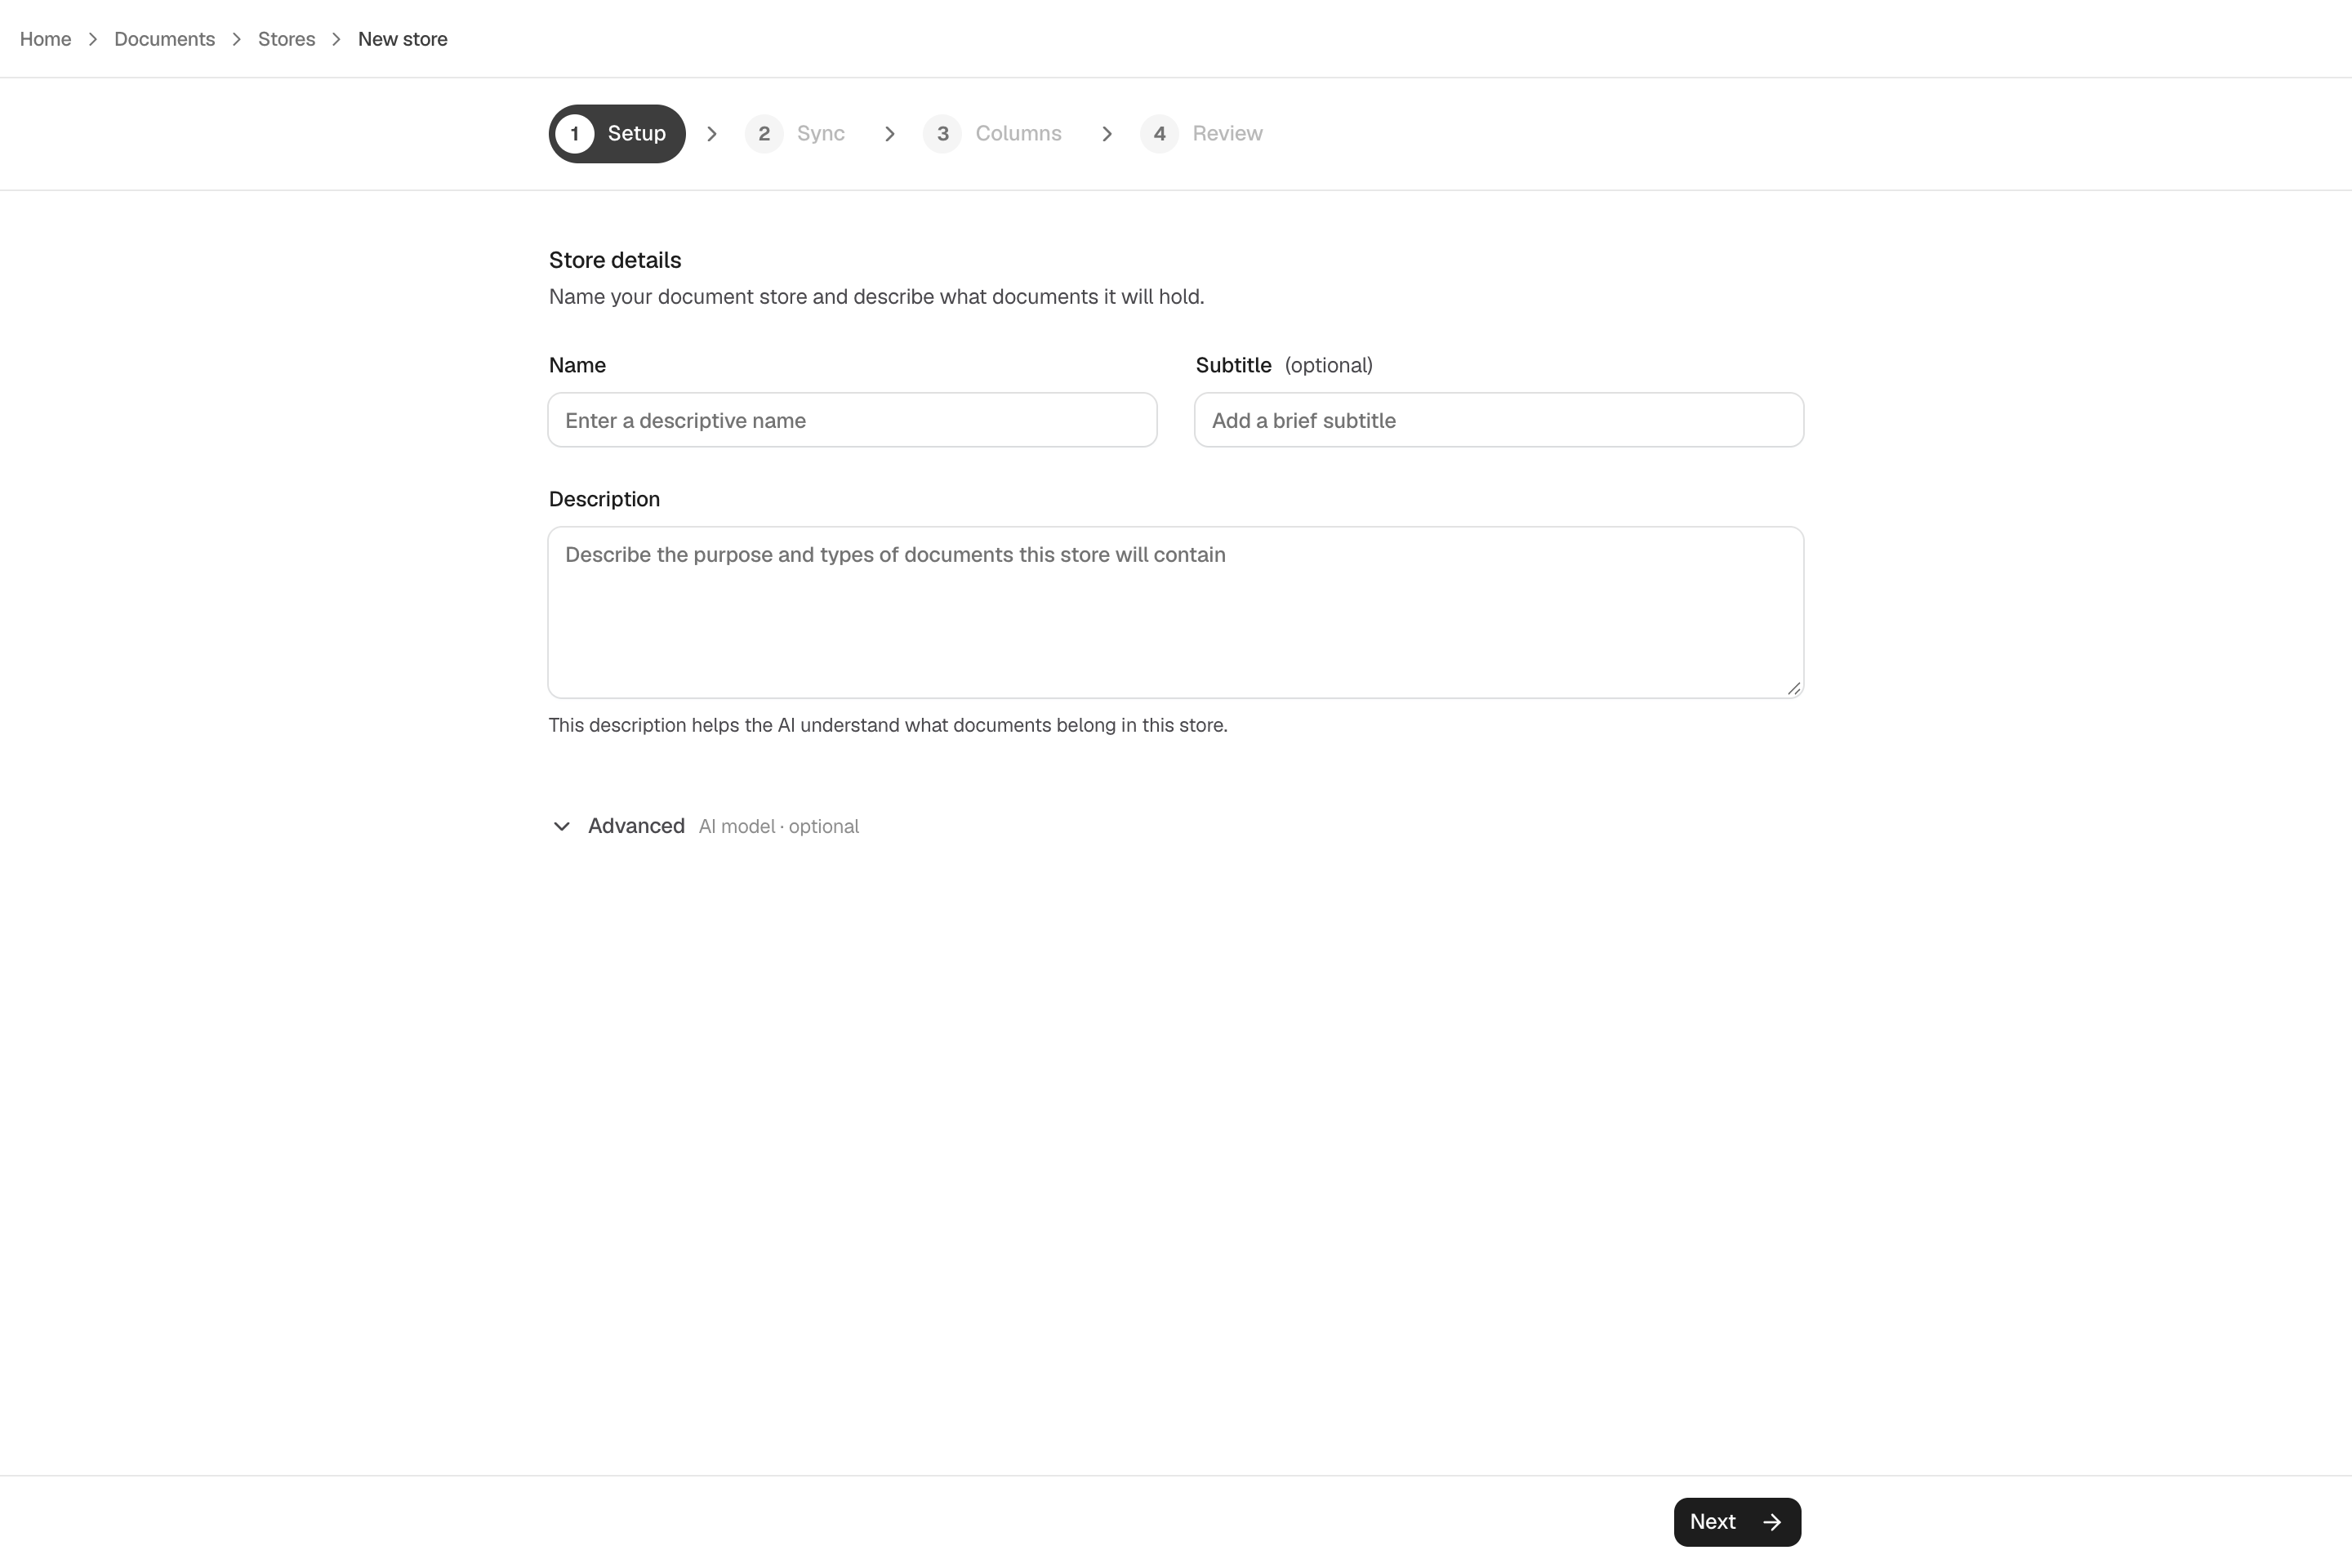 Home > Documents > Stores > New store
1 Setup > 2 Sync > 3 Columns > 4 Review
Store details
Name your document store and describe what documents it will hold.
Name
Enter a descriptive name
Subtitle (optional)
Add a brief subtitle
Description
Describe the purpose and types of documents this store will contain
This description helps the AI understand what documents belong in this store.
Advanced AI model · optional
Next →